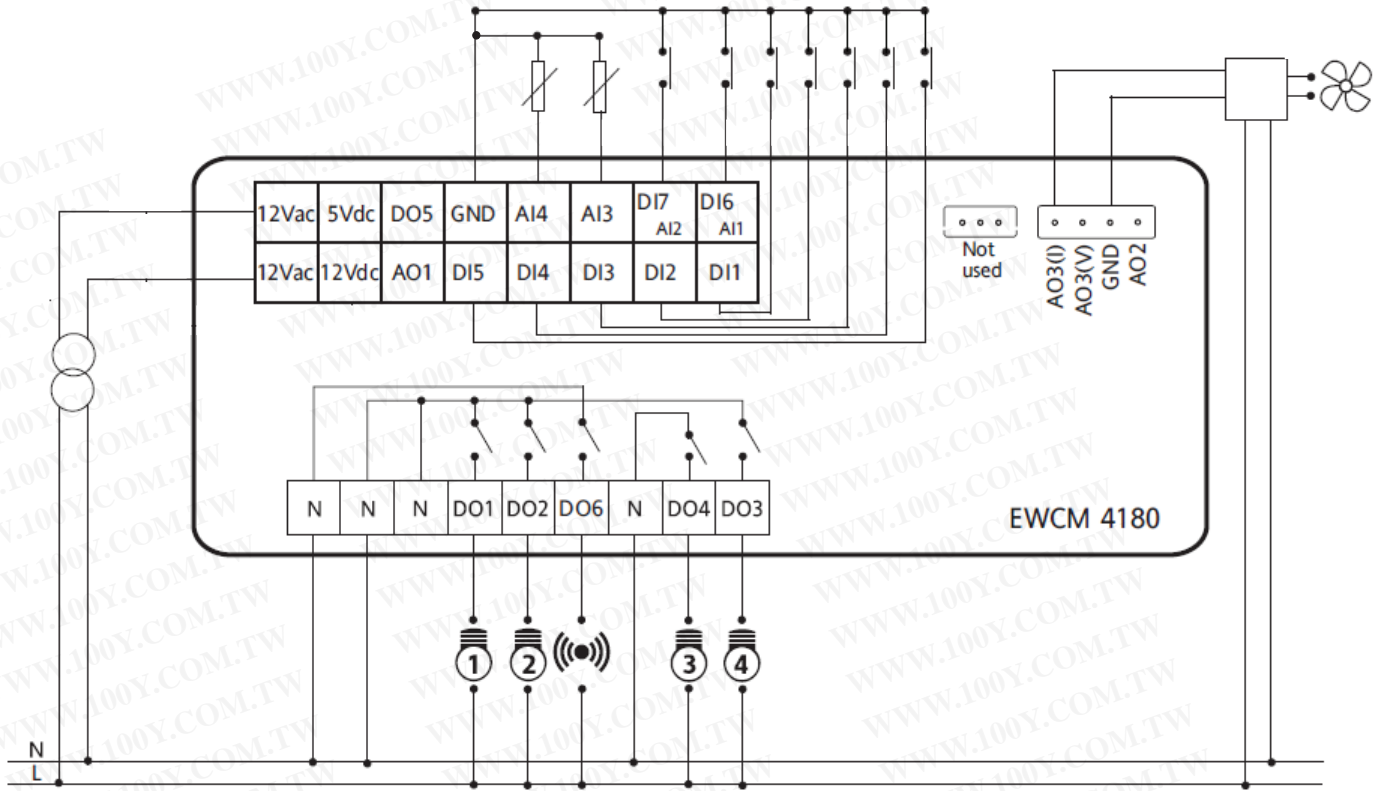 12Vac 5Vdc DO5 GND AI4 AI3 DI7 AI2 DI6 AI1
12Vac 12Vdc AO1 DI5 DI4 DI3 DI2 DI1
Not
used
AO3(I)
AO3(V)
GND
AO2
N N N DO1 DO2 DO6 N DO4 DO3
EWCM 4180
1 2 3 4
N
L
WWW.100Y.COM.TW